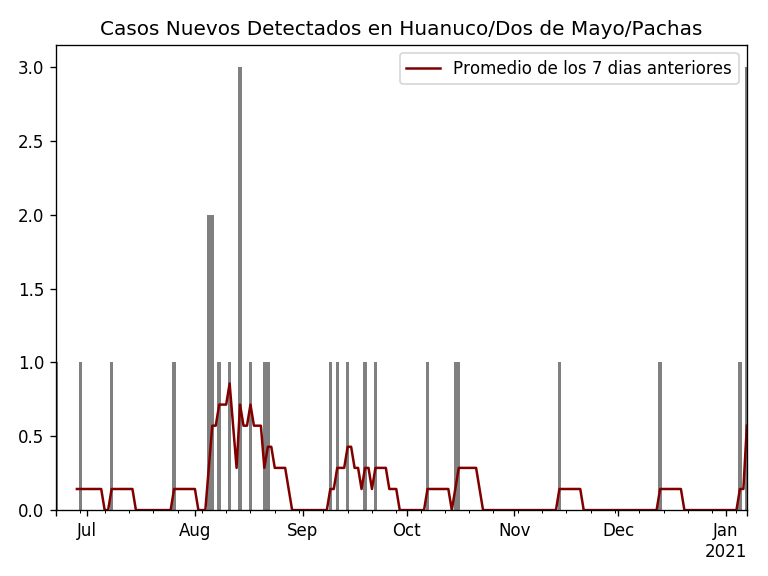 Casos Nuevos Detectados en Huanuco/Dos de Mayo/Pachas
Promedio de los 7 dias anteriores
3.0
2.5
2.0
1.5
1.0
0.5
0.0
Jul Aug Sep Oct Nov Dec Jan
2021